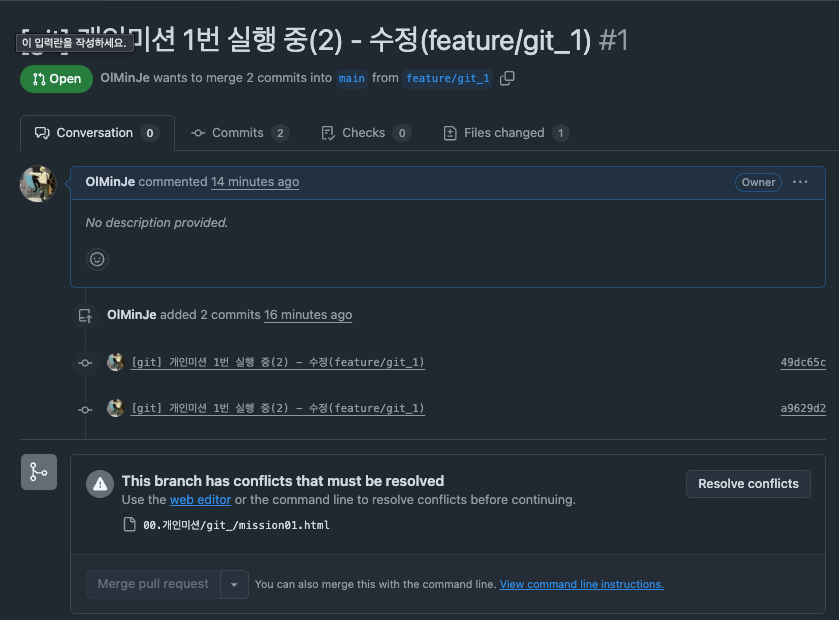 [git] 개인미션 1번 실행 중(2) - 수정(feature/git_1) #1
이 입력란을 작성하세요.
Open OlMinJe wants to merge 2 commits into main from feature/git_1
Conversation 0 Commits 2 Checks 0 Files changed 1
OlMinJe commented 14 minutes ago Owner ...
No description provided.
OlMinJe added 2 commits 16 minutes ago
[git] 개인미션 1번 실행 중(2) - 수정(feature/git_1) 49dc65c
[git] 개인미션 1번 실행 중(2) - 수정(feature/git_1) a9629d2
This branch has conflicts that must be resolved
Use the web editor or the command line to resolve conflicts before continuing.
Resolve conflicts
00.개인미션/git_/mission01.html
Merge pull request You can also merge this with the command line. View command line instructions.